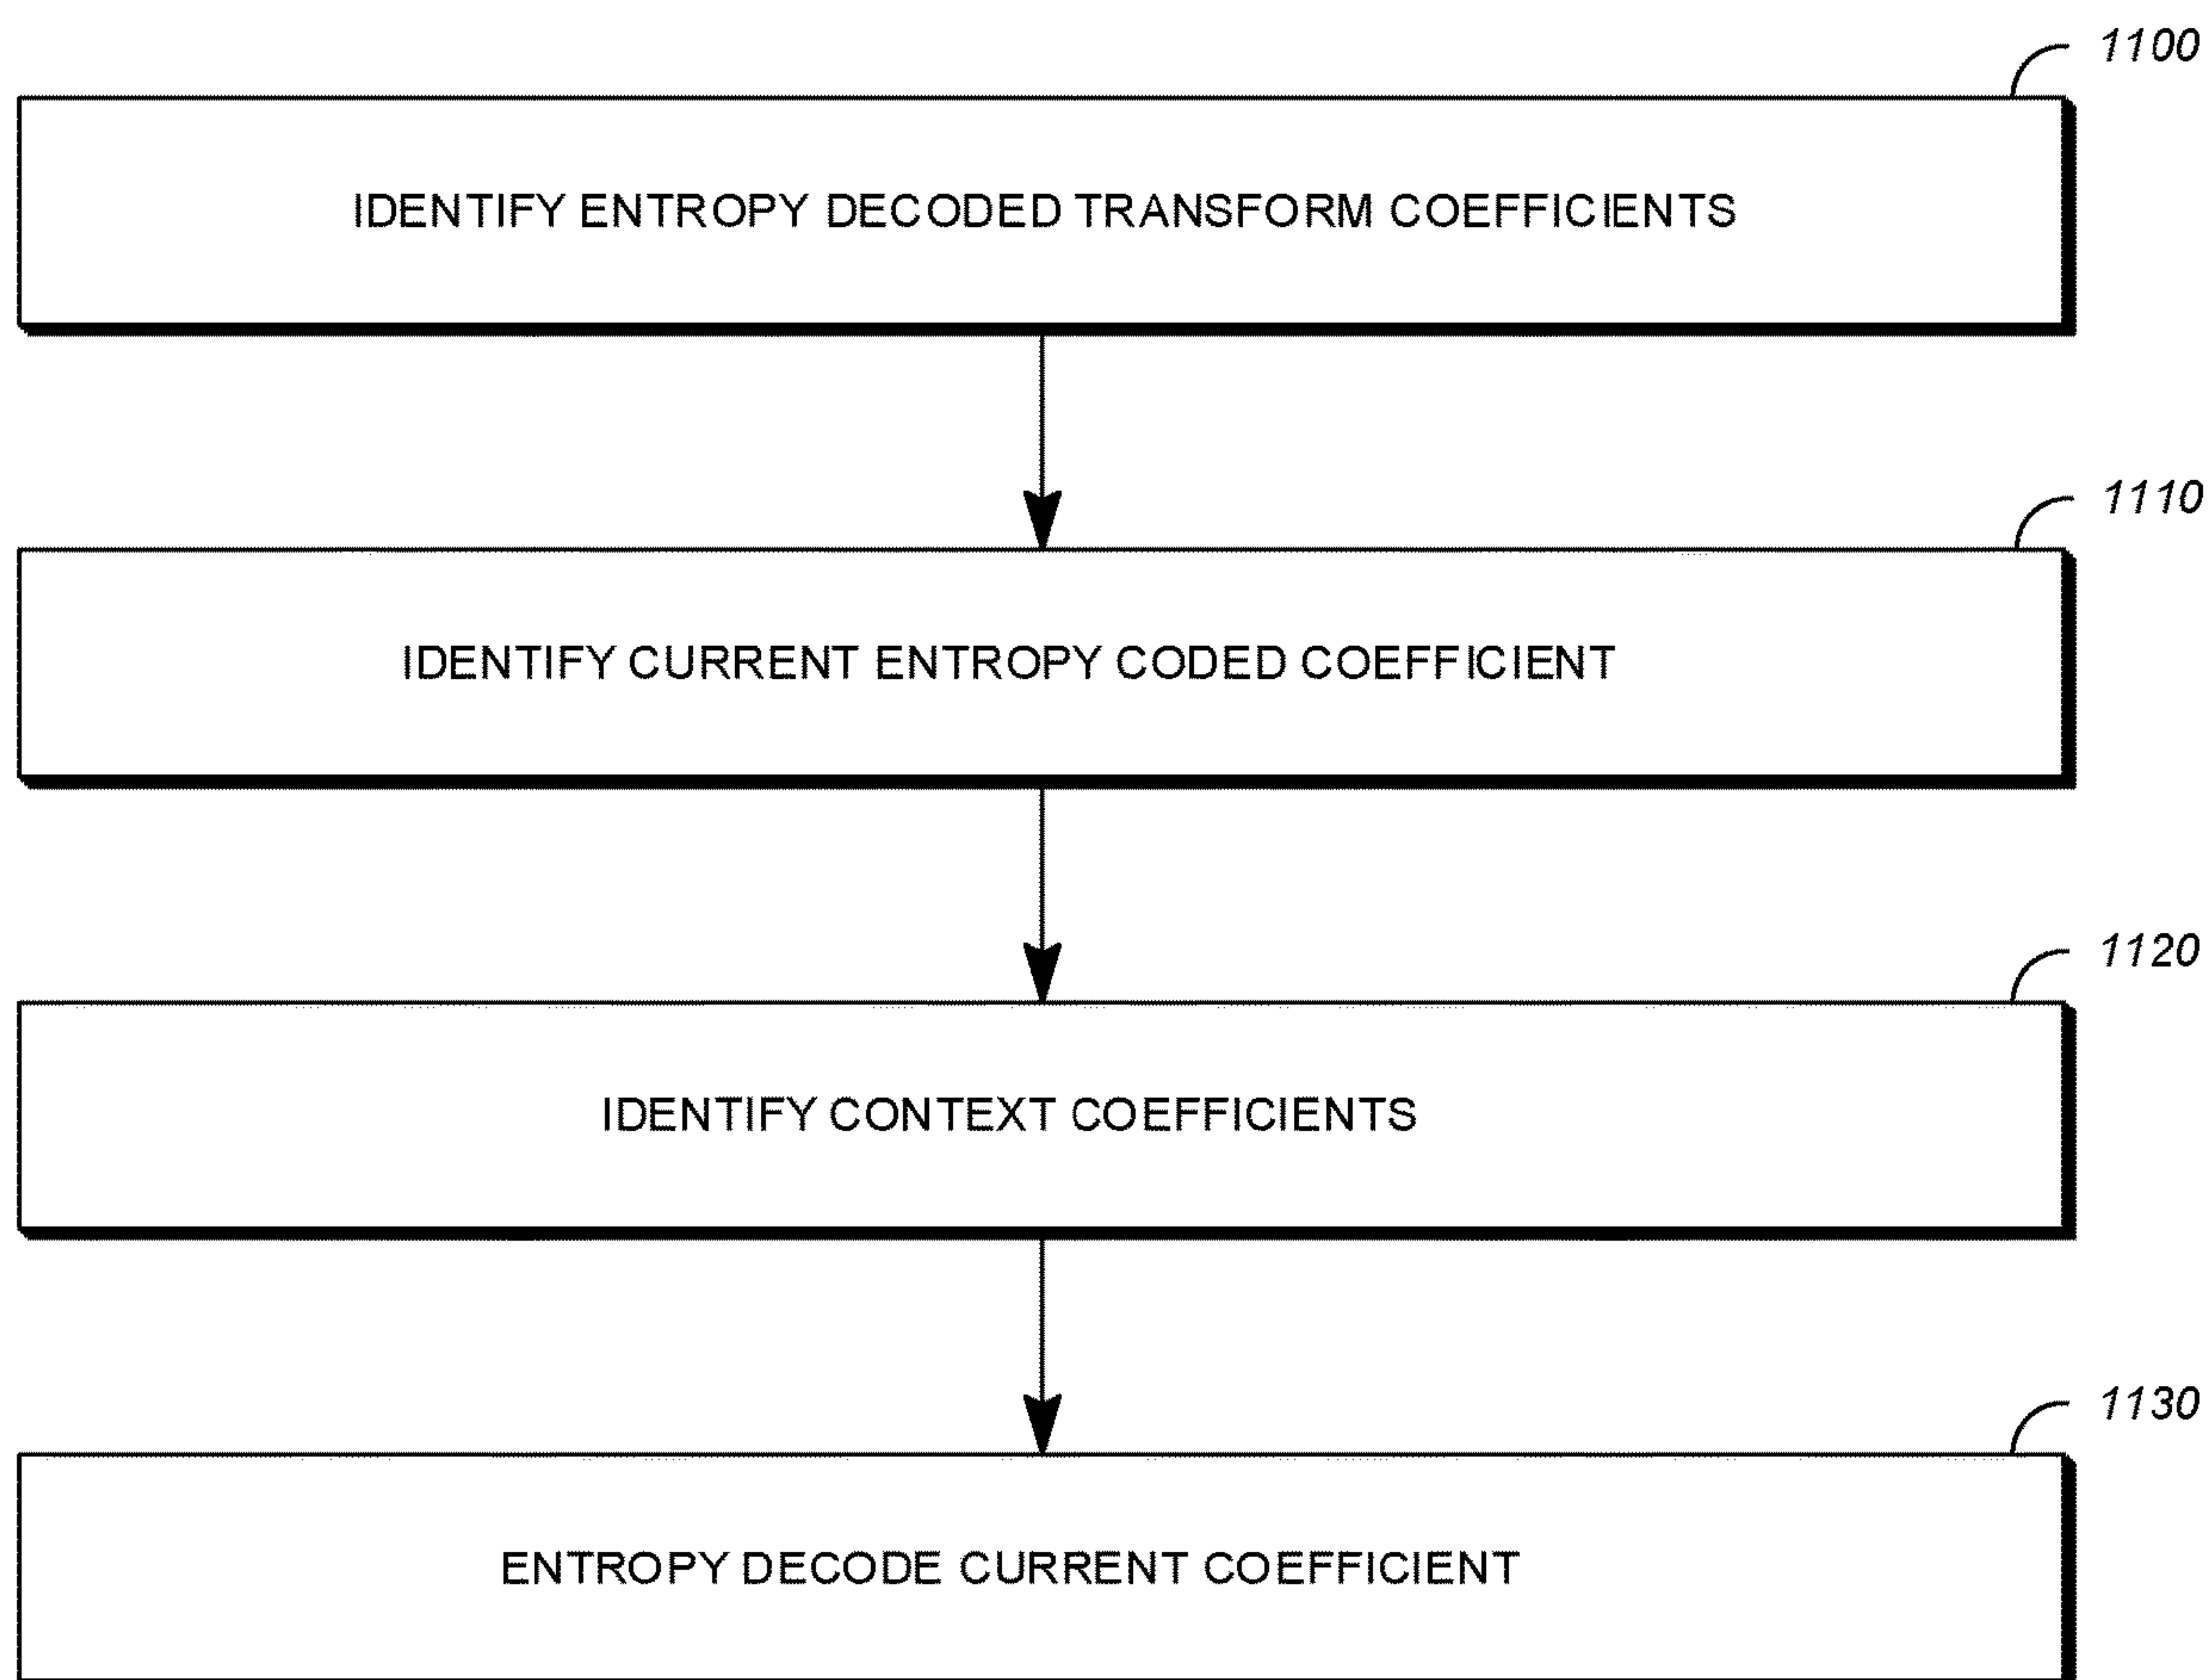 1100
IDENTIFY ENTROPY DECODED TRANSFORM COEFFICIENTS
1110
IDENTIFY CURRENT ENTROPY CODED COEFFICIENT
1120
IDENTIFY CONTEXT COEFFICIENTS
1130
ENTROPY DECODE CURRENT COEFFICIENT